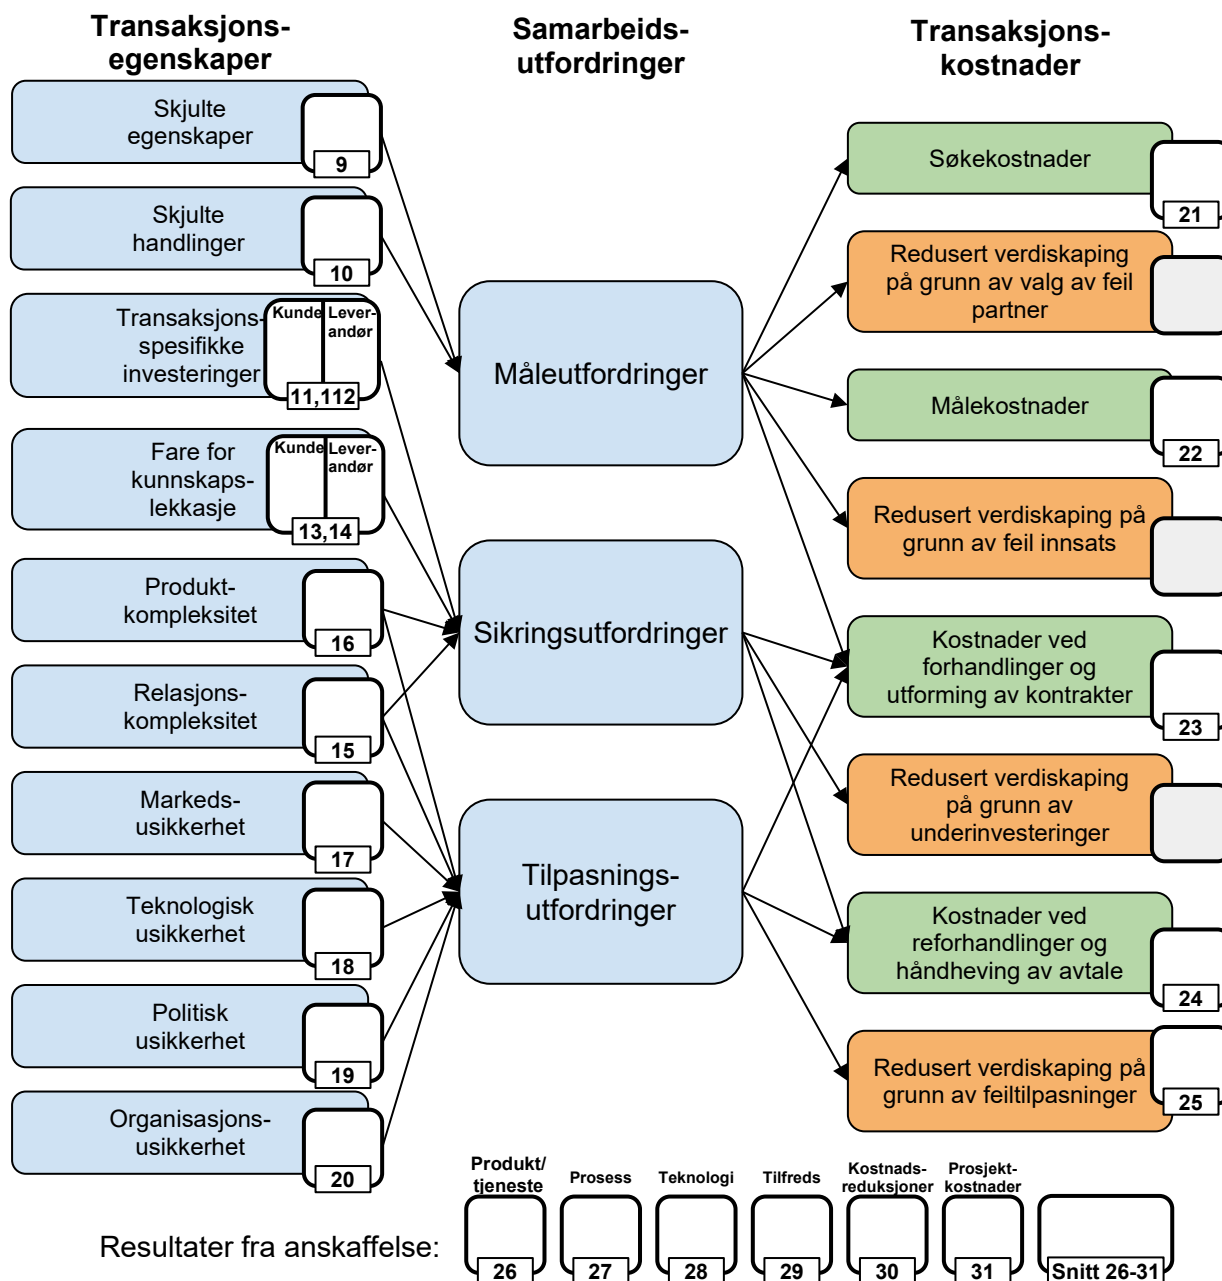 Transaksjons-
egenskaper
Skjulte
egenskaper
9
Skjulte
handlinger
10
Transaksjons-
spesifikke
investeringer
Kunde
Lever-
andør
11,112
Fare for
kunnskaps-
lekkasje
Kunde
Lever-
andør
13,14
Produkt-
kompleksitet
16
Relasjons-
kompleksitet
15
Markeds-
usikkerhet
17
Teknologisk
usikkerhet
18
Politisk
usikkerhet
19
Organisasjons-
usikkerhet
20
Samarbeids-
utfordringer
Måleutfordringer
Sikringsutfordringer
Tilpasnings-
utfordringer
Transaksjons-
kostnader
Søkekostnader
21
Redusert verdiskaping
på grunn av valg av feil
partner
Målekostnader
22
Redusert verdiskaping på
grunn av feil innsats
Kostnader ved
forhandlinger og
utforming av kontrakter
23
Redusert verdiskaping
på grunn av
underinvesteringer
Kostnader ved
reforhandlinger og
håndheving av avtale
24
Redusert verdiskaping på
grunn av feiltilpasninger
25
Resultater fra anskaffelse:
Produkt/
tjeneste
26
Prosess
27
Teknologi
28
Tilfreds
29
Kostnads-
reduksjoner
30
Prosjekt-
kostnader
31
Snitt 26-31